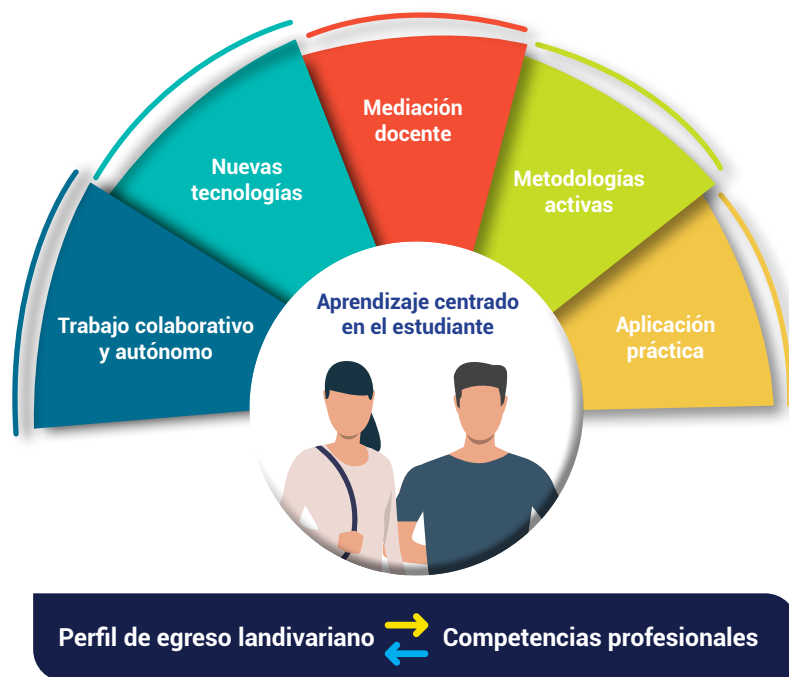 Mediación
docente
Nuevas
tecnologías
Metodologías
activas
Trabajo colaborativo
y autónomo
Aplicación
práctica
Aprendizaje centrado
en el estudiante
Perfil de egreso landivariano
Competencias profesionales